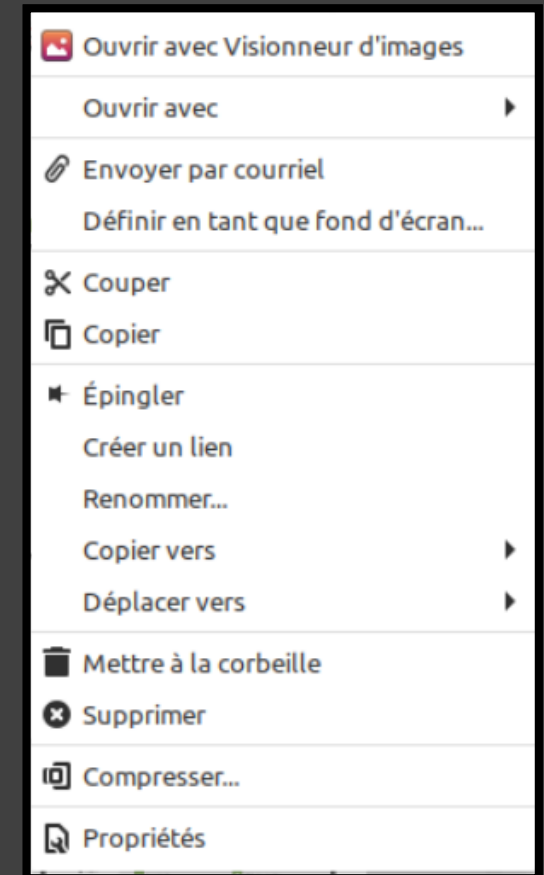 Ouvrir avec Visionneur d'images
Ouvrir avec
Envoyer par courriel
Définir en tant que fond d'écran...
Couper
Copier
Épingler
Créer un lien
Renommer...
Copier vers
Déplacer vers
Mettre à la corbeille
Supprimer
Compresser...
Propriétés